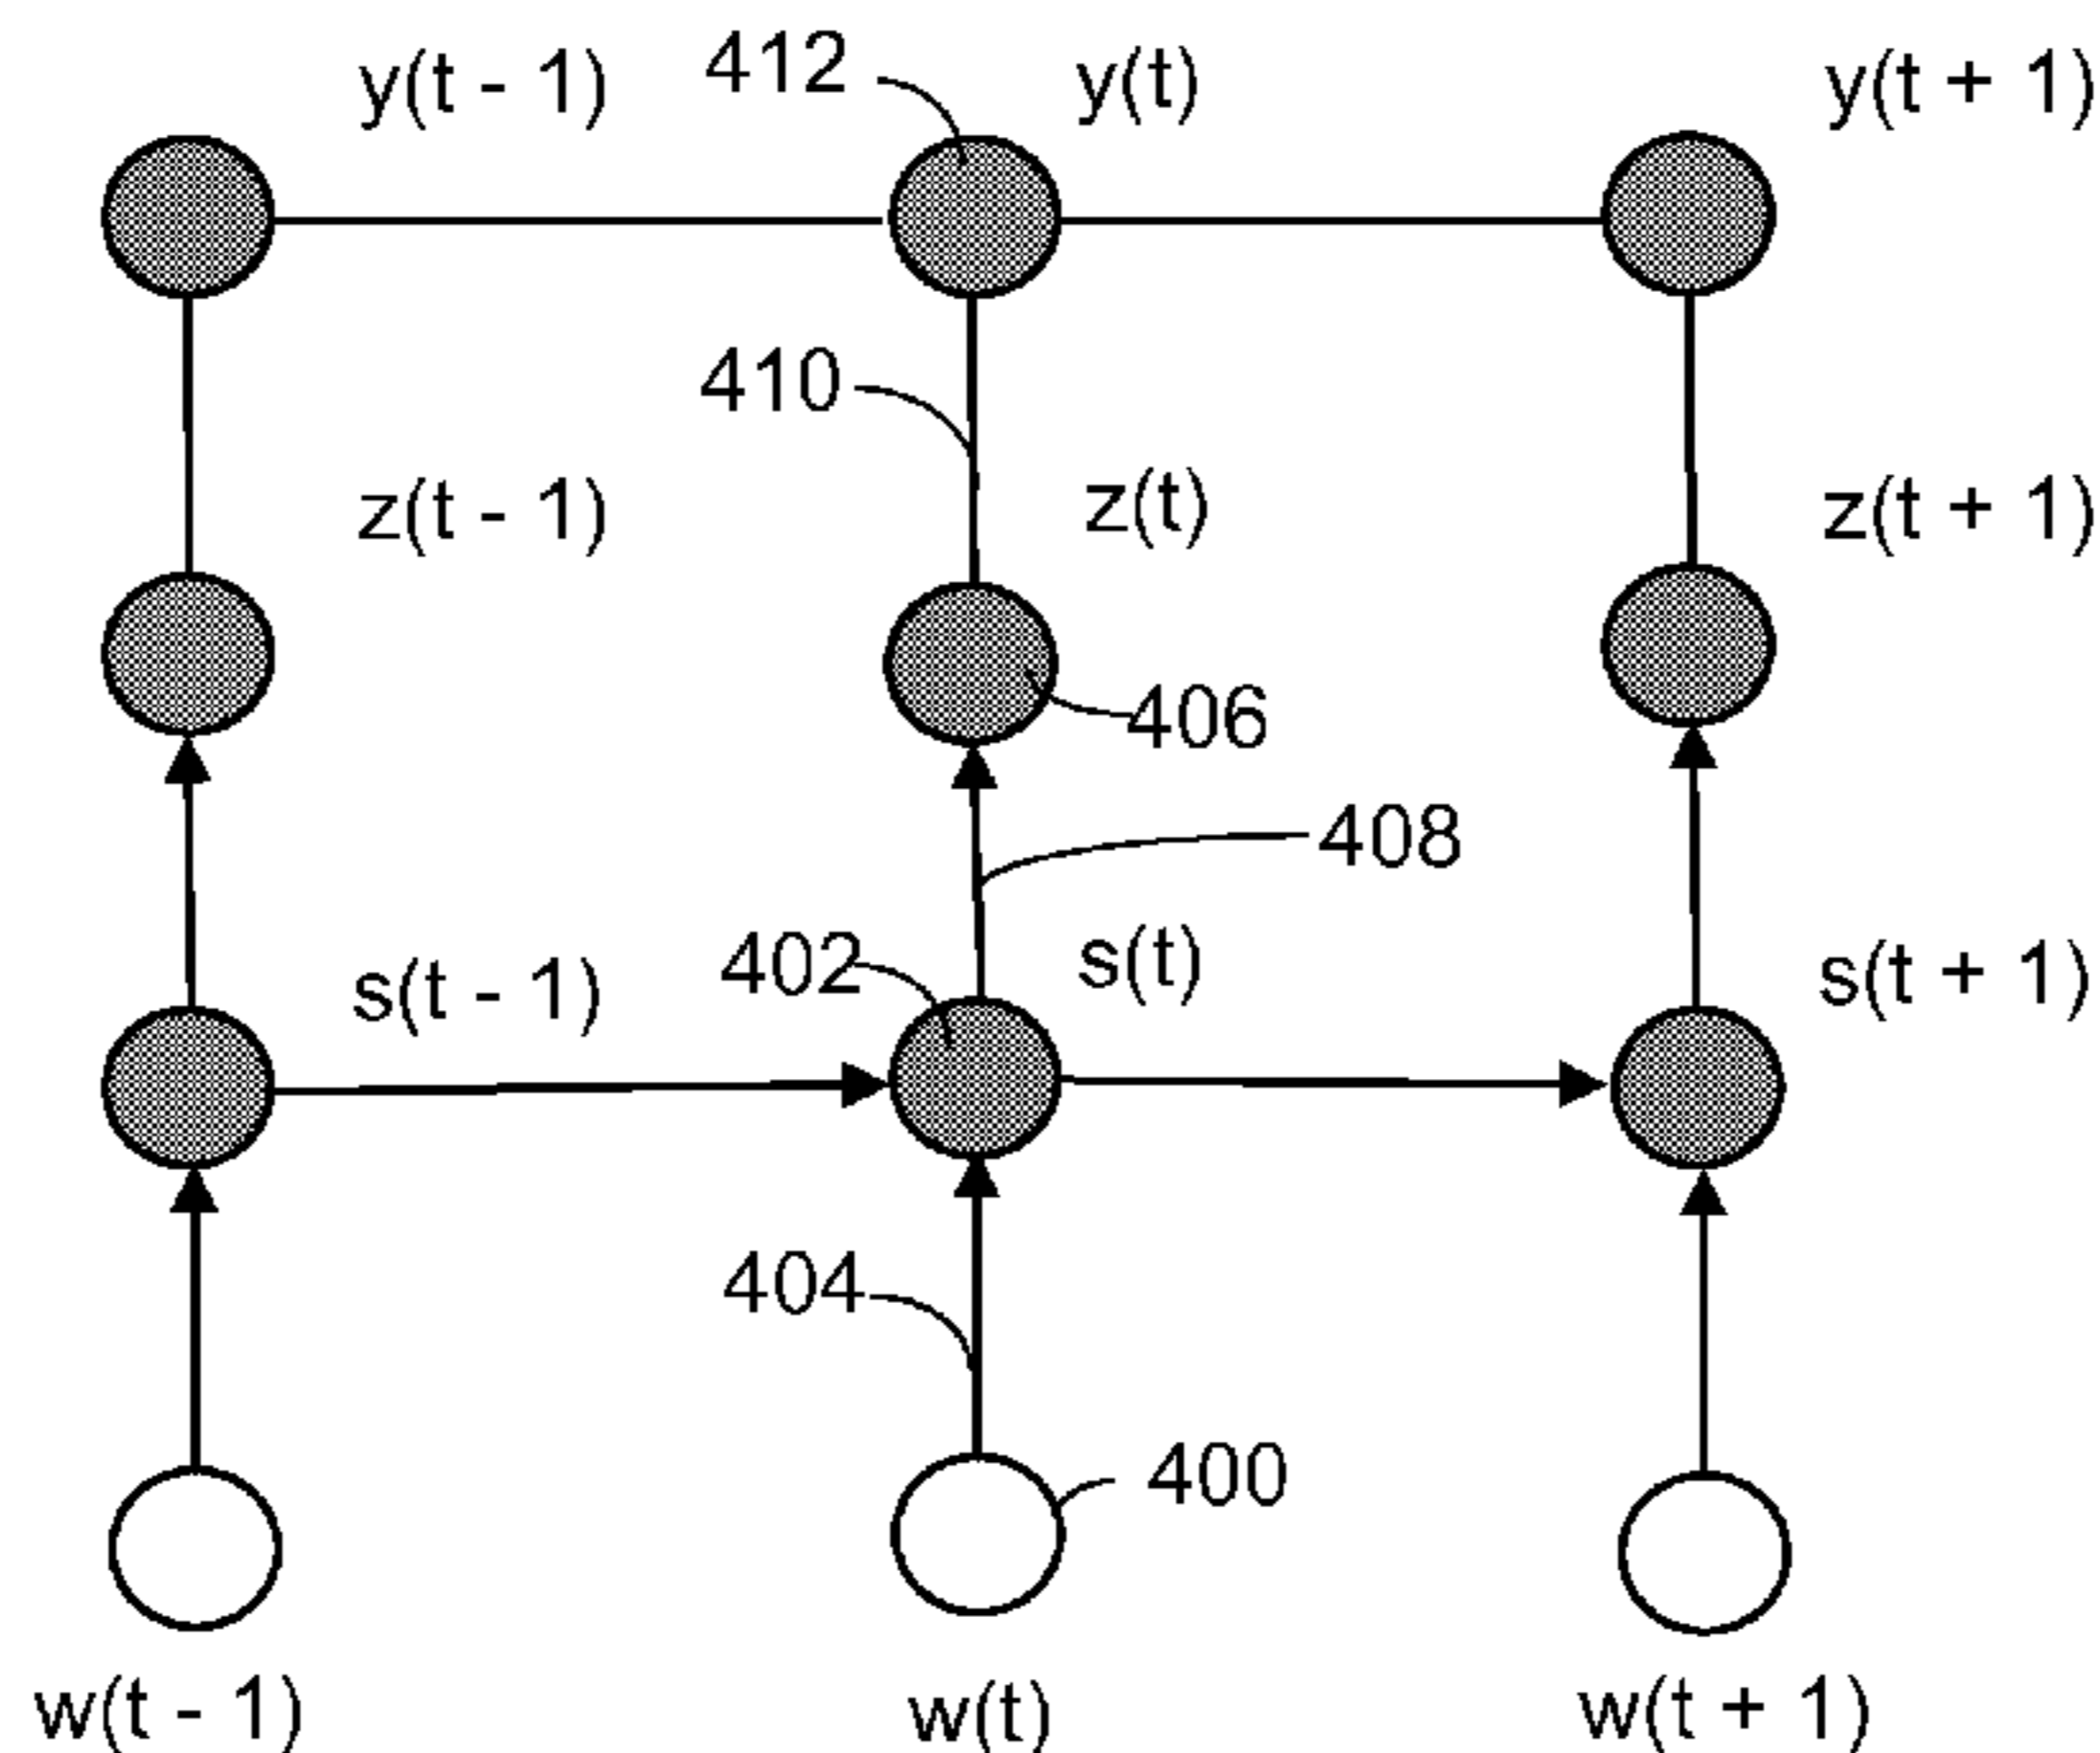 y(t - 1) 412 y(t) y(t + 1)
410
z(t - 1) z(t) z(t + 1)
406
408
s(t - 1) 402 s(t) s(t + 1)
404
400
w(t - 1) w(t) w(t + 1)